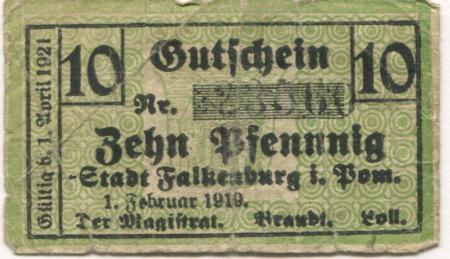 Gültig b. 1. April 1921
10 Gutschein 10
Nr.
Zehn Pfennig
Stadt Falkenburg i. Pom.
1. Februar 1919.
Der Magistrat. Brandt. Loll.